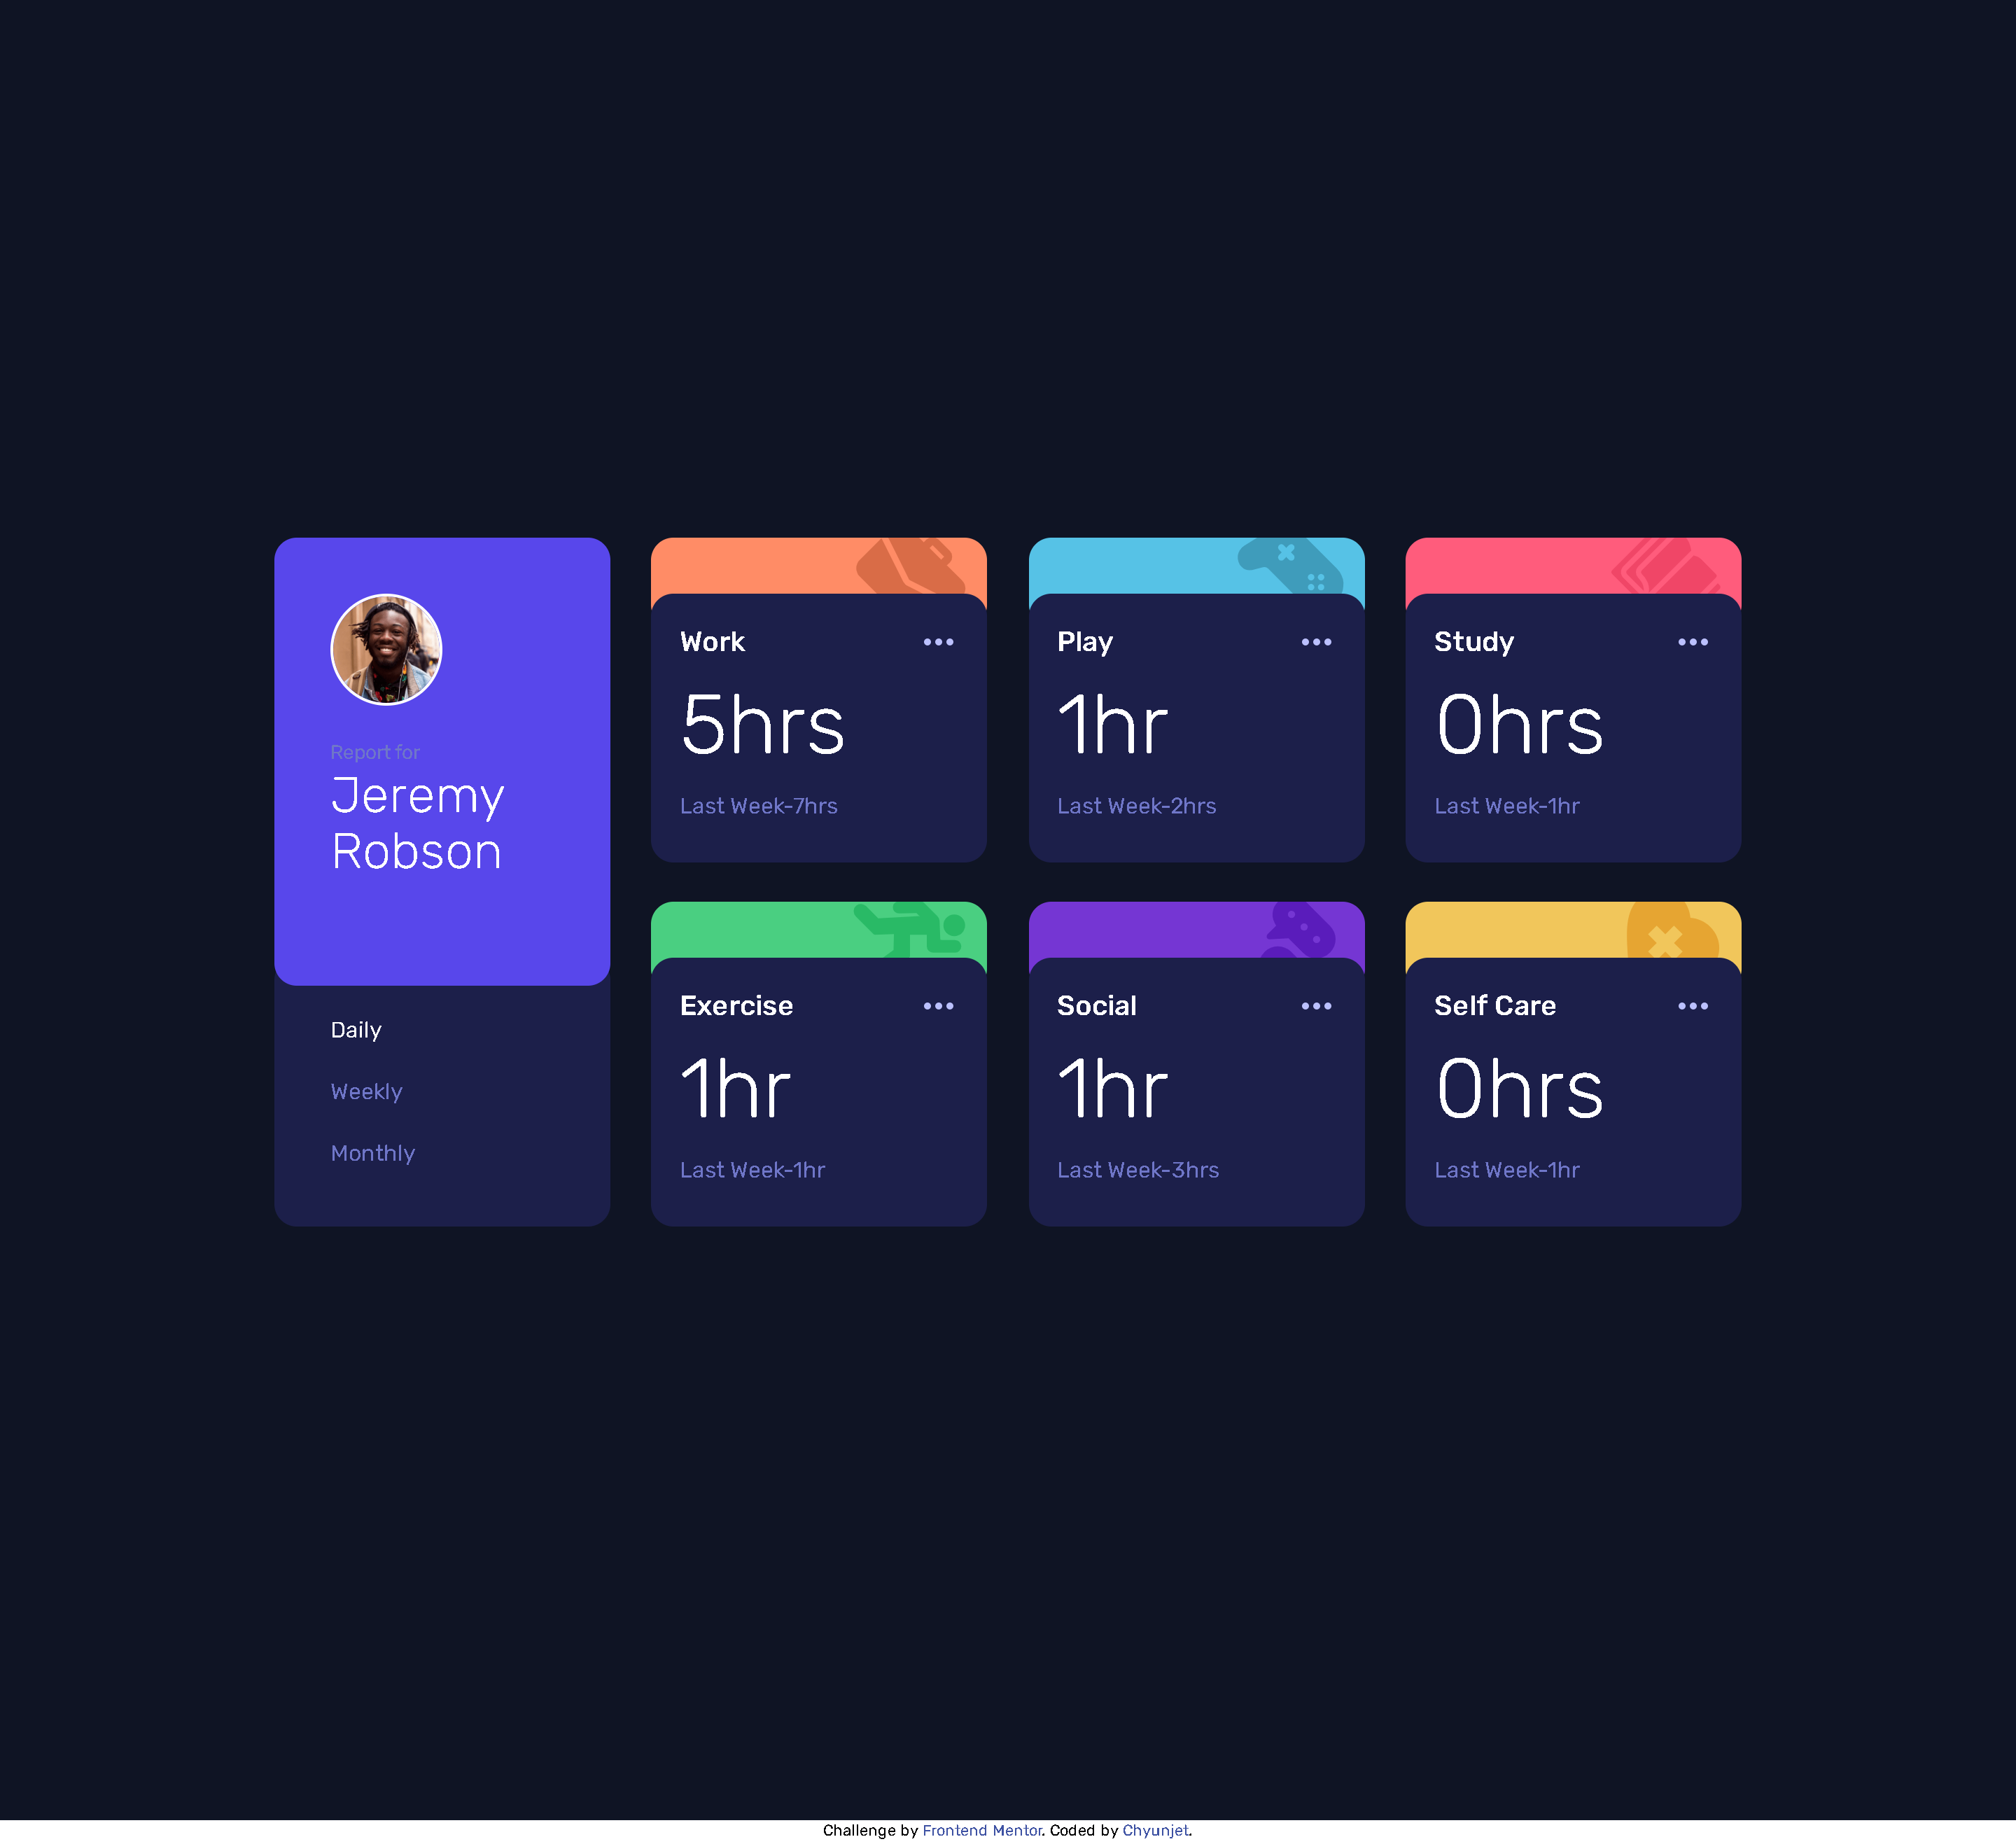 Report for
Jeremy
Robson
Daily
Weekly
Monthly
Work
5hrs
Last Week-7hrs
Play
1hr
Last Week-2hrs
Study
0hrs
Last Week-1hr
Exercise
1hr
Last Week-1hr
Social
1hr
Last Week-3hrs
Self Care
0hrs
Last Week-1hr
Challenge by Frontend Mentor. Coded by Chyunjet.